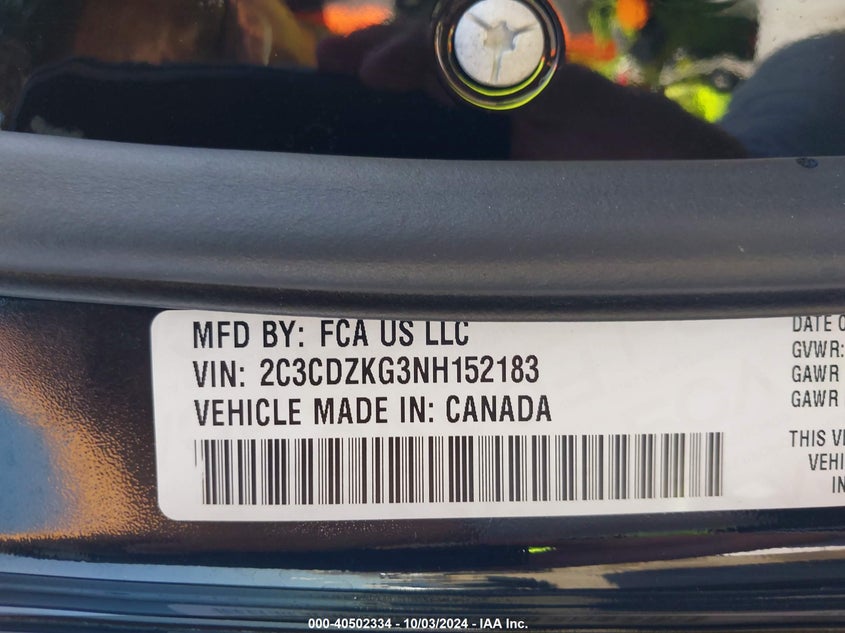 MFD BY: FCA US LLC
VIN: 2C3CDZKG3NH152183
VEHICLE MADE IN: CANADA
DATE O
GVWR:
GAWR
GAWR
THIS VE
VEHI
IN
000-40502334 - 10/03/2024 - IAA Inc.